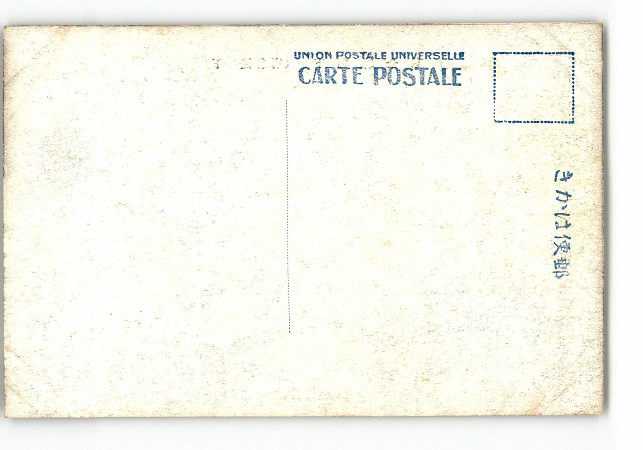 UNION POSTALE UNIVERSELLE
CARTE POSTALE
郵便はかき